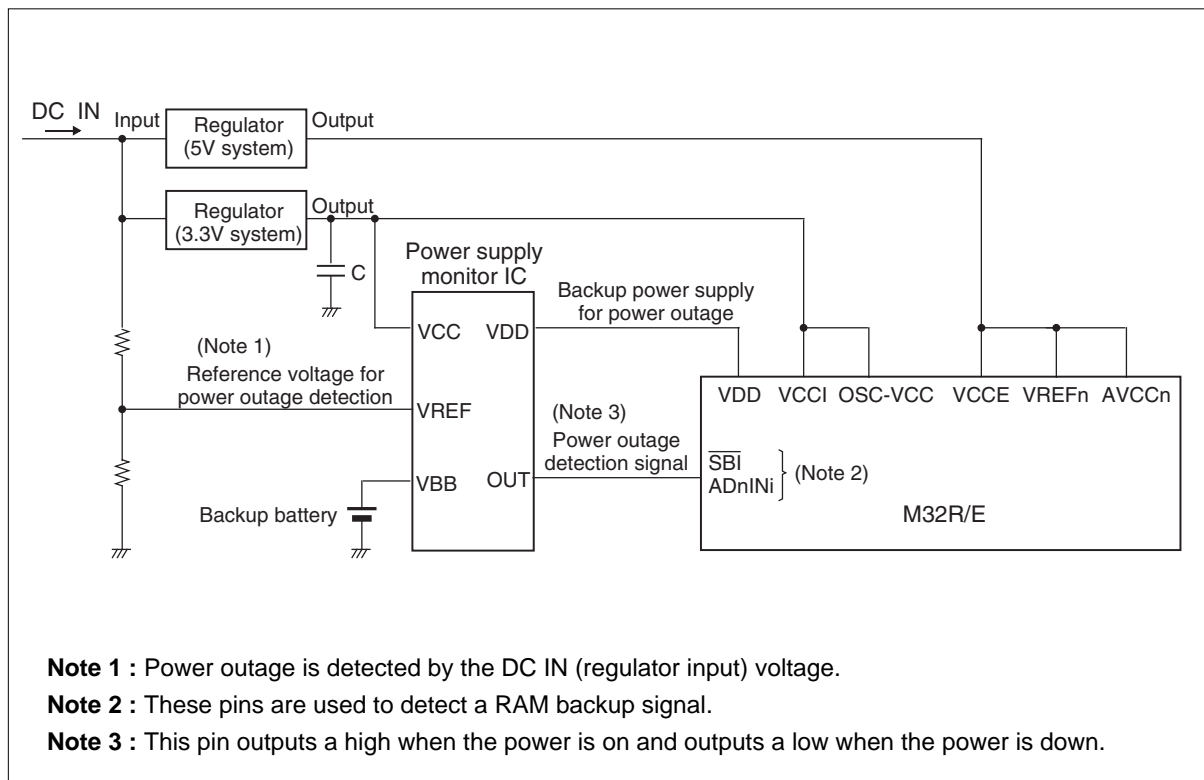 DC IN
Input
Regulator
(5V system)
Output
Regulator
(3.3V system)
Output
C
Power supply
monitor IC
Backup power supply
for power outage
VCC
VDD
(Note 1)
Reference voltage for
power outage detection
VREF
(Note 3)
Power outage
detection signal
VBB
OUT
Backup battery
VDD VCCI OSC-VCC VCCE VREFn AVCCn
SBI
ADnINi
(Note 2)
M32R/E
Note 1 : Power outage is detected by the DC IN (regulator input) voltage.
Note 2 : These pins are used to detect a RAM backup signal.
Note 3 : This pin outputs a high when the power is on and outputs a low when the power is down.